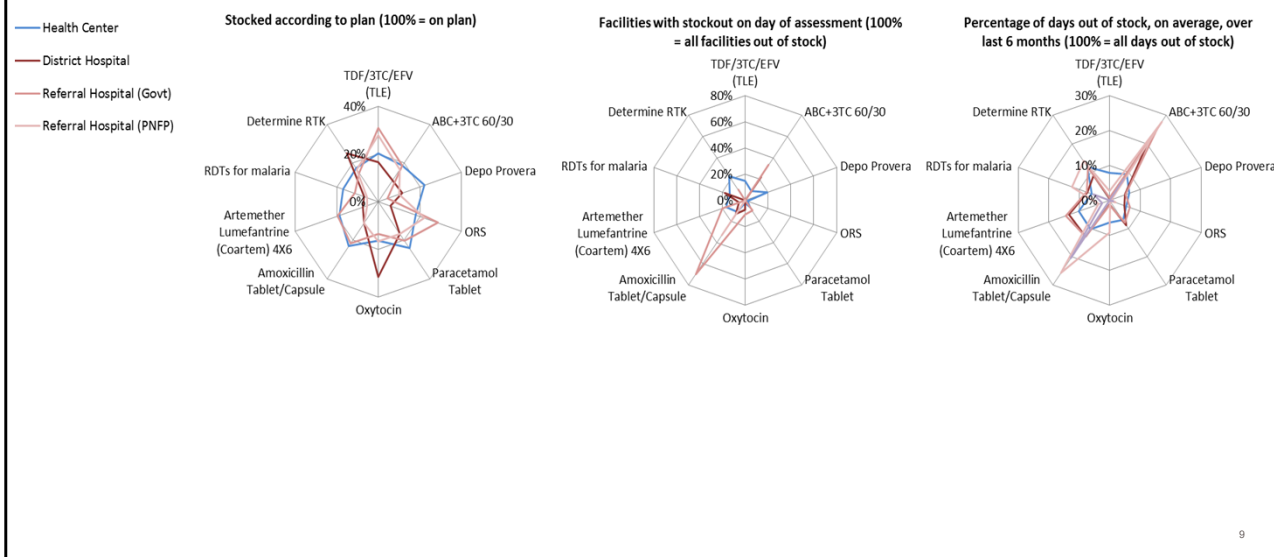 Health Center
District Hospital
Referral Hospital (Govt)
Referral Hospital (PNFP)
Stocked according to plan (100% = on plan)
TDF/3TC/EFV
(TLE)
40%
Determine RTK
ABC+3TC 60/30
20%
RDTs for malaria
Depo Provera
0%
Artemether
Lumefantrine
(Coartem) 4X6
ORS
Amoxicillin
Tablet/Capsule
Paracetamol
Tablet
Oxytocin
Facilities with stockout on day of assessment (100%
= all facilities out of stock)
TDF/3TC/EFV
(TLE)
80%
Determine RTK
ABC+3TC 60/30
60%
40%
RDTs for malaria
Depo Provera
20%
0%
Artemether
Lumefantrine
(Coartem) 4X6
ORS
Amoxicillin
Tablet/Capsule
Paracetamol
Tablet
Oxytocin
Percentage of days out of stock, on average, over
last 6 months (100% = all days out of stock)
TDF/3TC/EFV
(TLE)
30%
Determine RTK
ABC+3TC 60/30
20%
RDTs for malaria
Depo Provera
10%
0%
Artemether
Lumefantrine
(Coartem) 4X6
ORS
Amoxicillin
Tablet/Capsule
Paracetamol
Tablet
Oxytocin
9